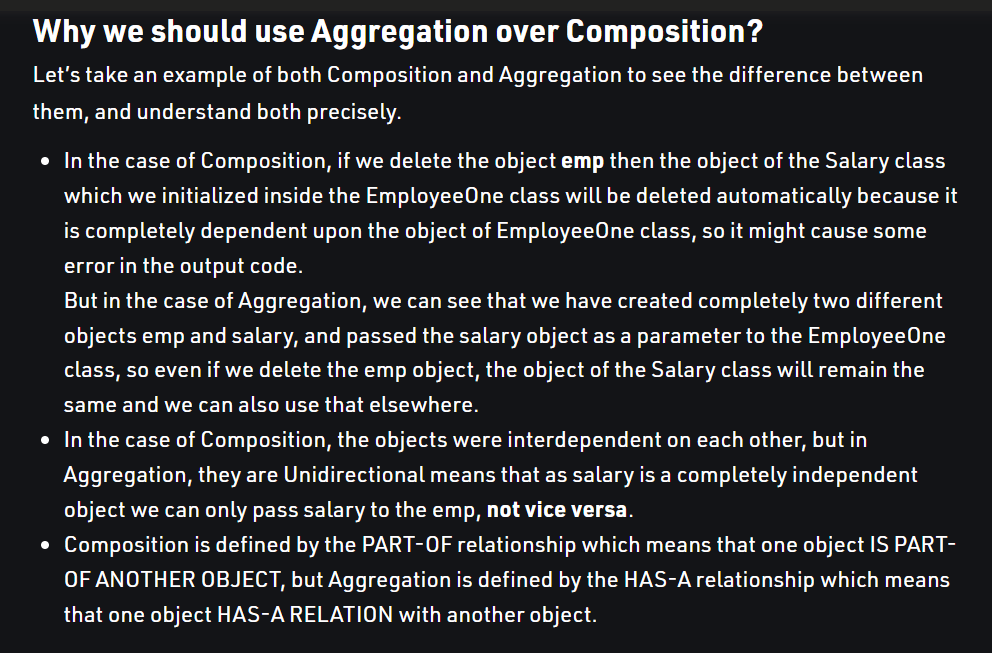 Why we should use Aggregation over Composition?
Let's take an example of both Composition and Aggregation to see the difference between
them, and understand both precisely.
• In the case of Composition, if we delete the object emp then the object of the Salary class
which we initialized inside the EmployeeOne class will be deleted automatically because it
is completely dependent upon the object of EmployeeOne class, so it might cause some
error in the output code.
But in the case of Aggregation, we can see that we have created completely two different
objects emp and salary, and passed the salary object as a parameter to the EmployeeOne
class, so even if we delete the emp object, the object of the Salary class will remain the
same and we can also use that elsewhere.
• In the case of Composition, the objects were interdependent on each other, but in
Aggregation, they are Unidirectional means that as salary is a completely independent
object we can only pass salary to the emp, not vice versa.
• Composition is defined by the PART-OF relationship which means that one object IS PART-
OF ANOTHER OBJECT, but Aggregation is defined by the HAS-A relationship which means
that one object HAS-A RELATION with another object.